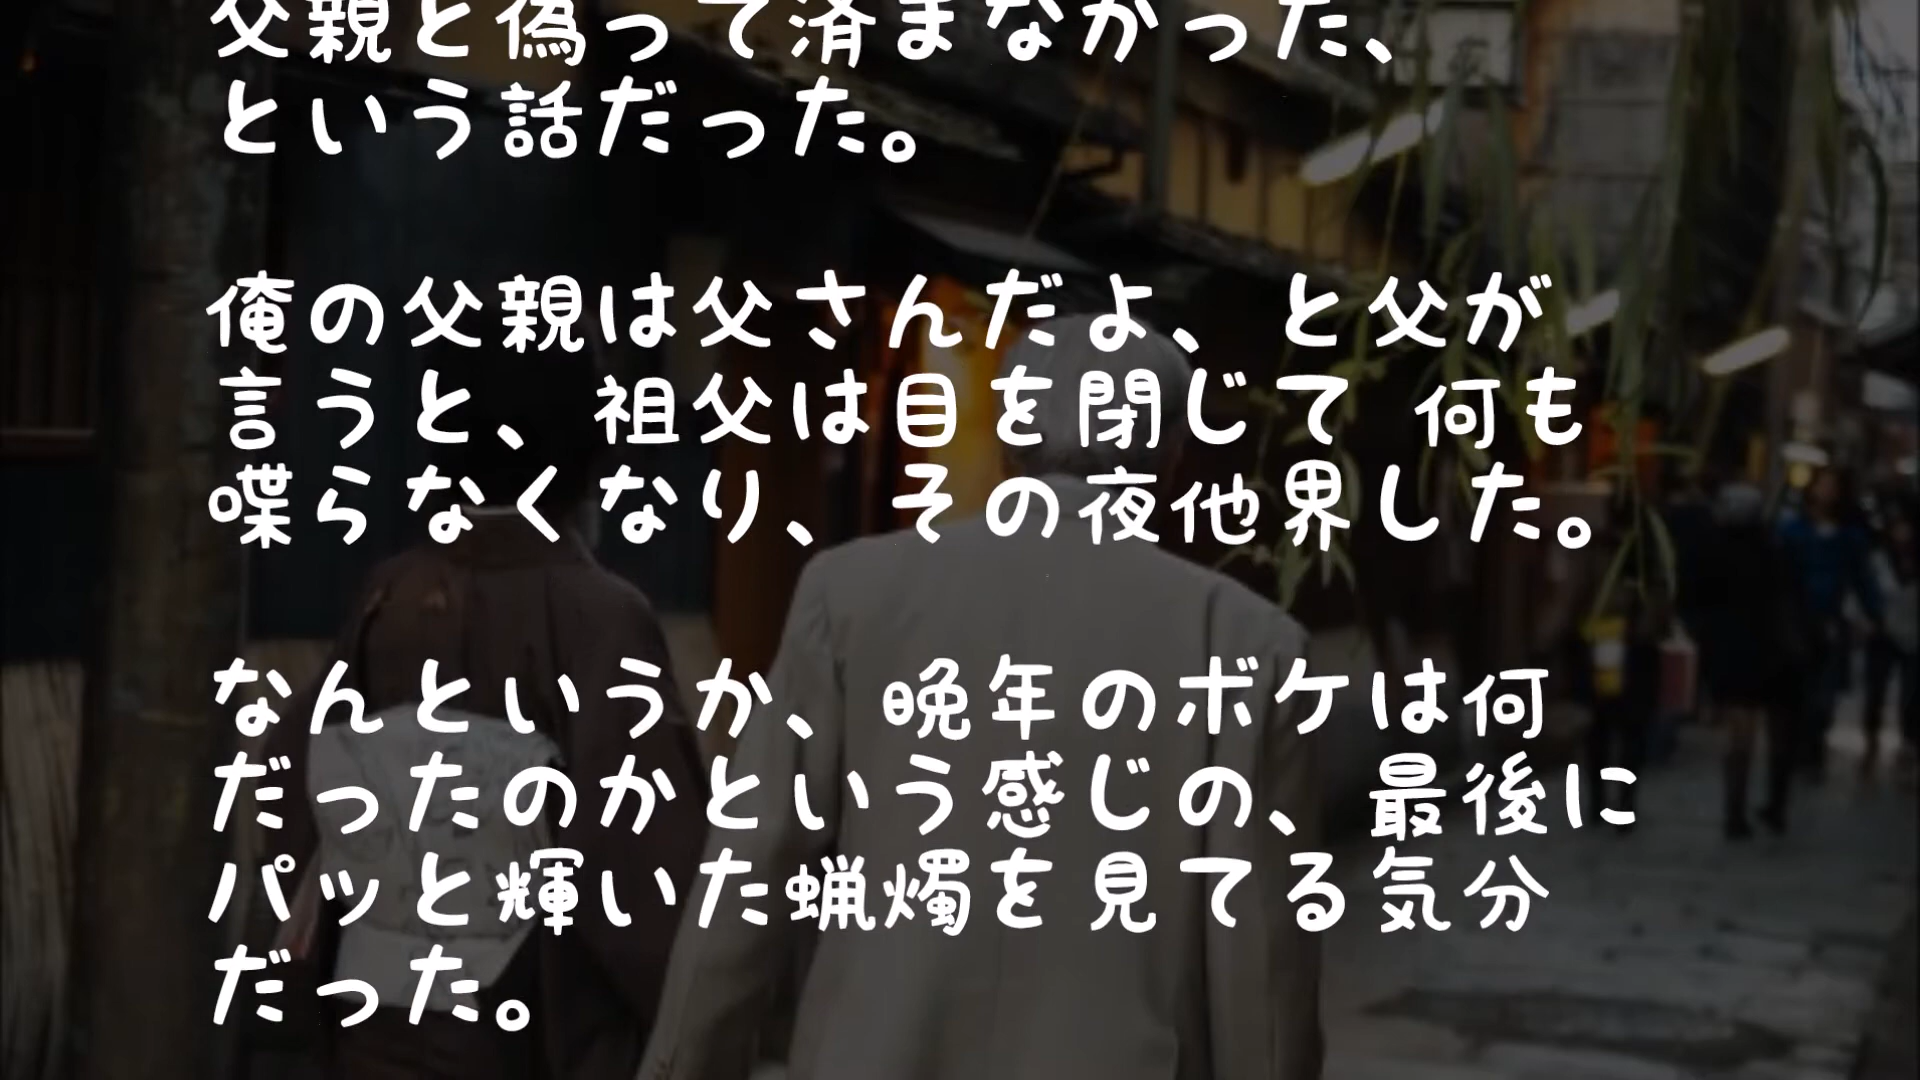 父親と偽って済まなかった、
という話だった。
俺の父親は父さんだよ、と父が
言うと、祖父は目を閉じて 何も
喋らなくなり、その夜他界した。
なんというか、晩年のボケは何
だったのかという感じの、最後に
パッと輝いた蝋燭を見てる気分
だった。